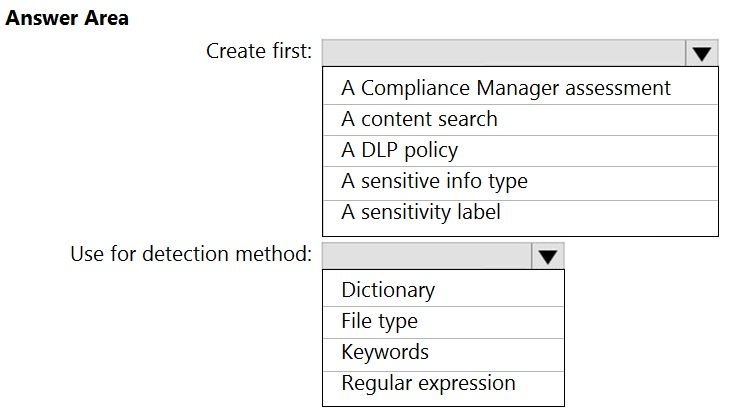 Answer Area
Create first:
A Compliance Manager assessment
A content search
A DLP policy
A sensitive info type
A sensitivity label
Use for detection method:
Dictionary
File type
Keywords
Regular expression